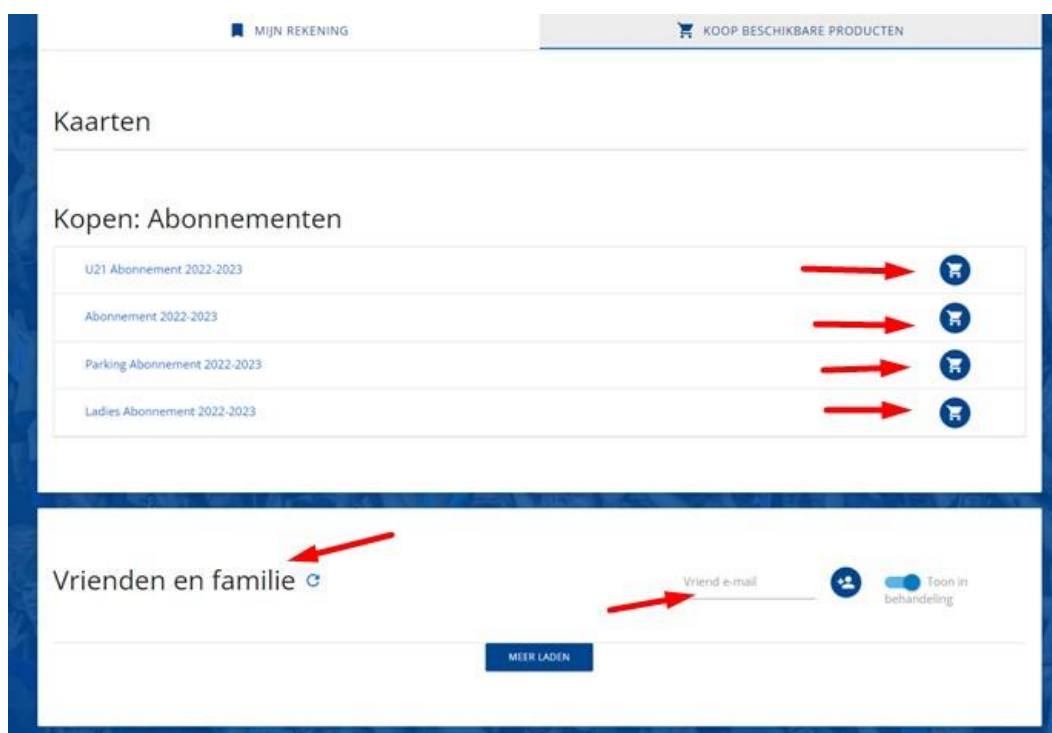 MIJN REKENING
KOOP BESCHIKBARE PRODUCTEN
Kaarten
Kopen: Abonnementen
U21 Abonnement 2022-2023
Abonnement 2022-2023
Parking Abonnement 2022-2023
Ladies Abonnement 2022-2023
Vrienden en familie
Vriend e-mail
Toon in
behandeling
MEER LADEN